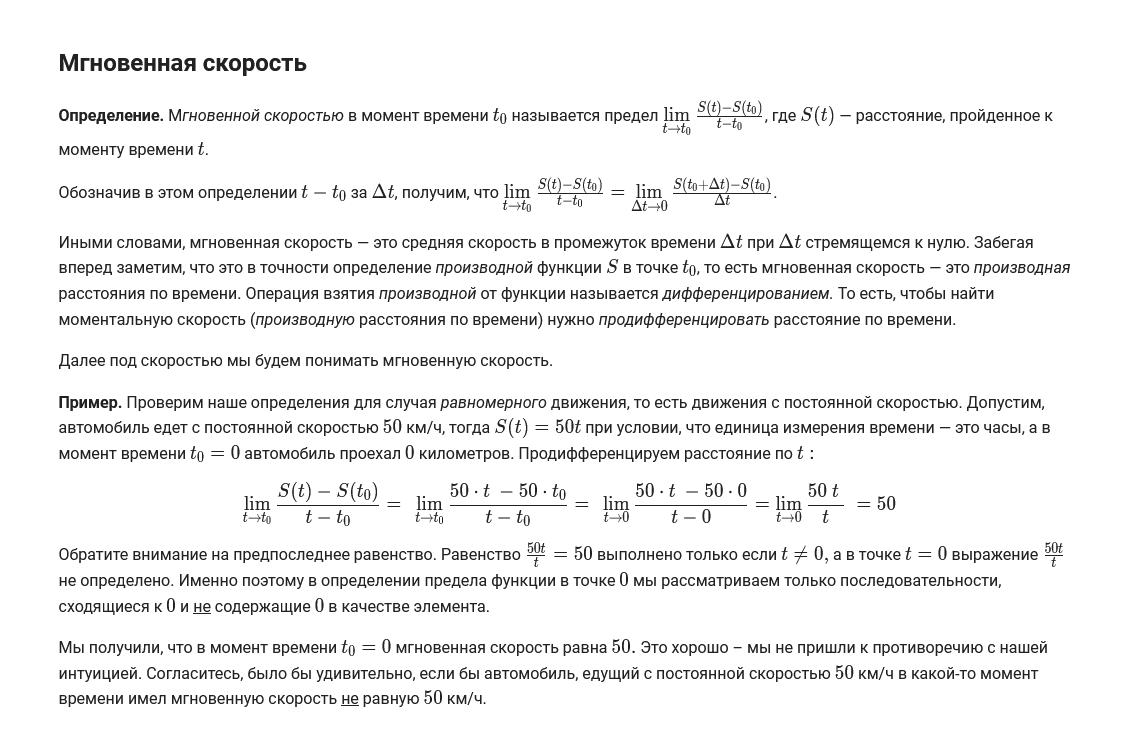 Мгновенная скорость
Определение. Мгновенной скоростью в момент времени $t_0$ называется предел $\lim\limits_{t \to t_0} \frac{S(t)-S(t_0)}{t-t_0}$, где $S(t)$ — расстояние, пройденное к
моменту времени $t$.
Обозначив в этом определении $t - t_0$ за $\Delta t$, получим, что $\lim\limits_{t \to t_0} \frac{S(t)-S(t_0)}{t-t_0} = \lim\limits_{\Delta t \to 0} \frac{S(t_0+\Delta t)-S(t_0)}{\Delta t}$.
Иными словами, мгновенная скорость — это средняя скорость в промежуток времени $\Delta t$ при $\Delta t$ стремящемся к нулю. Забегая
вперед заметим, что это в точности определение производной функции $S$ в точке $t_0$, то есть мгновенная скорость — это производная
расстояния по времени. Операция взятия производной от функции называется дифференцированием. То есть, чтобы найти
моментальную скорость (производную расстояния по времени) нужно продифференцировать расстояние по времени.
Далее под скоростью мы будем понимать мгновенную скорость.
Пример. Проверим наше определения для случая равномерного движения, то есть движения с постоянной скоростью. Допустим,
автомобиль едет с постоянной скоростью $50$ км/ч, тогда $S(t) = 50t$ при условии, что единица измерения времени — это часы, а в
момент времени $t_0 = 0$ автомобиль проехал $0$ километров. Продифференцируем расстояние по $t$ :
$\lim\limits_{t \to t_0} \frac{S(t) - S(t_0)}{t - t_0} = \lim\limits_{t \to t_0} \frac{50 \cdot t - 50 \cdot t_0}{t - t_0} = \lim\limits_{t \to 0} \frac{50 \cdot t - 50 \cdot 0}{t - 0} = \lim\limits_{t \to 0} \frac{50\,t}{t} = 50$
Обратите внимание на предпоследнее равенство. Равенство $\frac{50t}{t} = 50$ выполнено только если $t \neq 0$, а в точке $t = 0$ выражение $\frac{50t}{t}$
не определено. Именно поэтому в определении предела функции в точке $0$ мы рассматриваем только последовательности,
сходящиеся к $0$ и не содержащие $0$ в качестве элемента.
Мы получили, что в момент времени $t_0 = 0$ мгновенная скорость равна $50$. Это хорошо – мы не пришли к противоречию с нашей
интуицией. Согласитесь, было бы удивительно, если бы автомобиль, едущий с постоянной скоростью $50$ км/ч в какой-то момент
времени имел мгновенную скорость не равную $50$ км/ч.